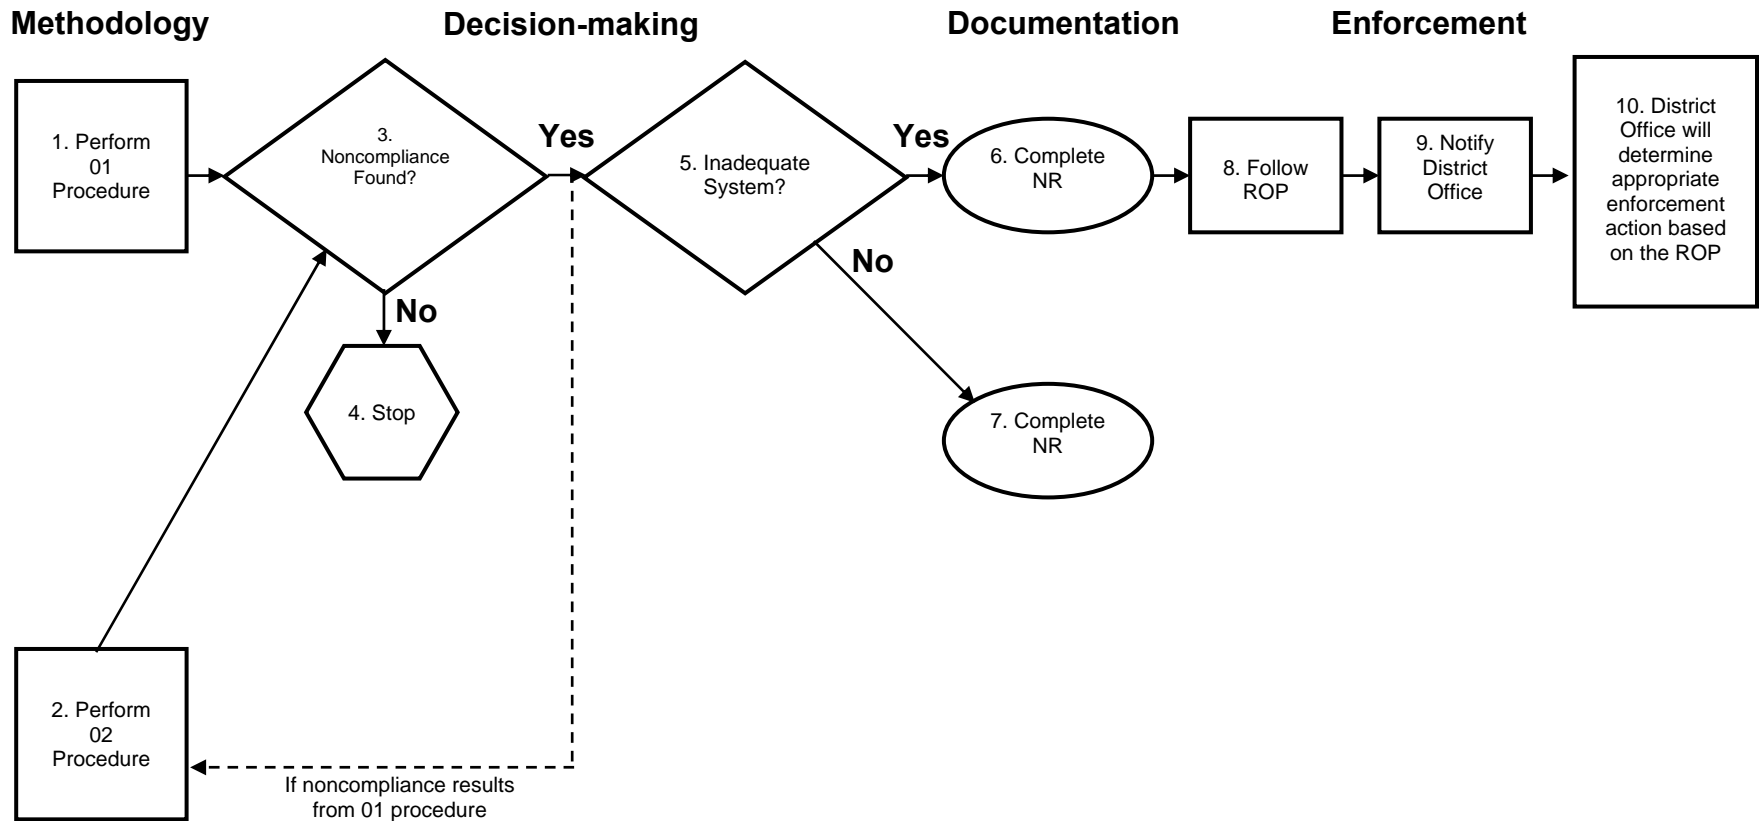 Methodology
Decision-making
Documentation
Enforcement
1. Perform
01
Procedure
3.
Noncompliance
Found?
Yes
5. Inadequate
System?
Yes
6. Complete
NR
8. Follow
ROP
9. Notify
District
Office
10. District
Office will
determine
appropriate
enforcement
action based
on the ROP
No
No
4. Stop
7. Complete
NR
2. Perform
02
Procedure
If noncompliance results
from 01 procedure